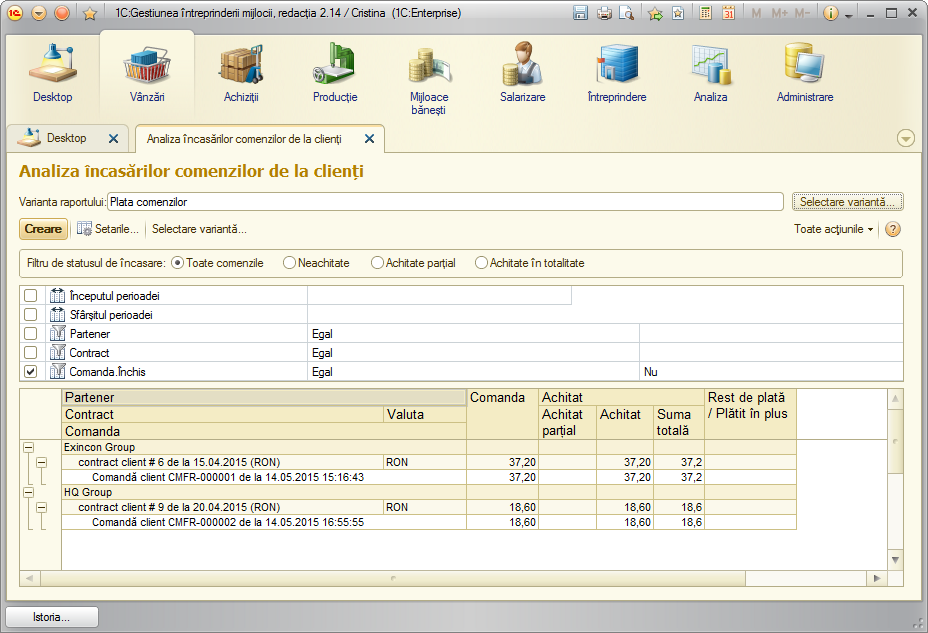 1C:Gestiunea întreprinderii mijlocii, redacția 2.14 / Cristina (1C:Enterprise)
M M+ M-
Desktop Vânzări Achiziții Producție Mijloace bănești Salarizare Întreprindere Analiza Administrare
Desktop Analiza încasărilor comenzilor de la clienți
Analiza încasărilor comenzilor de la clienți
Varianta raportului: Plata comenzilor Selectare variantă...
Creare Setarile... Selectare variantă... Toate acțiunile ?
Filtru de statusul de încasare: Toate comenzile Neachitate Achitate parțial Achitate în totalitate
Începutul perioadei
Sfârșitul perioadei
Partener Egal
Contract Egal
Comanda.Închis Egal Nu
Partener Comanda Achitat Rest de plată / Plătit în plus
Contract Valuta Achitat parțial Achitat Suma totală
Comanda
Exincon Group
contract client # 6 de la 15.04.2015 (RON) RON 37,20 37,20 37,2
Comandă client CMFR-000001 de la 14.05.2015 15:16:43 37,20 37,20 37,2
HQ Group
contract client # 9 de la 20.04.2015 (RON) RON 18,60 18,60 18,6
Comandă client CMFR-000002 de la 14.05.2015 16:55:55 18,60 18,60 18,6
Istoria...